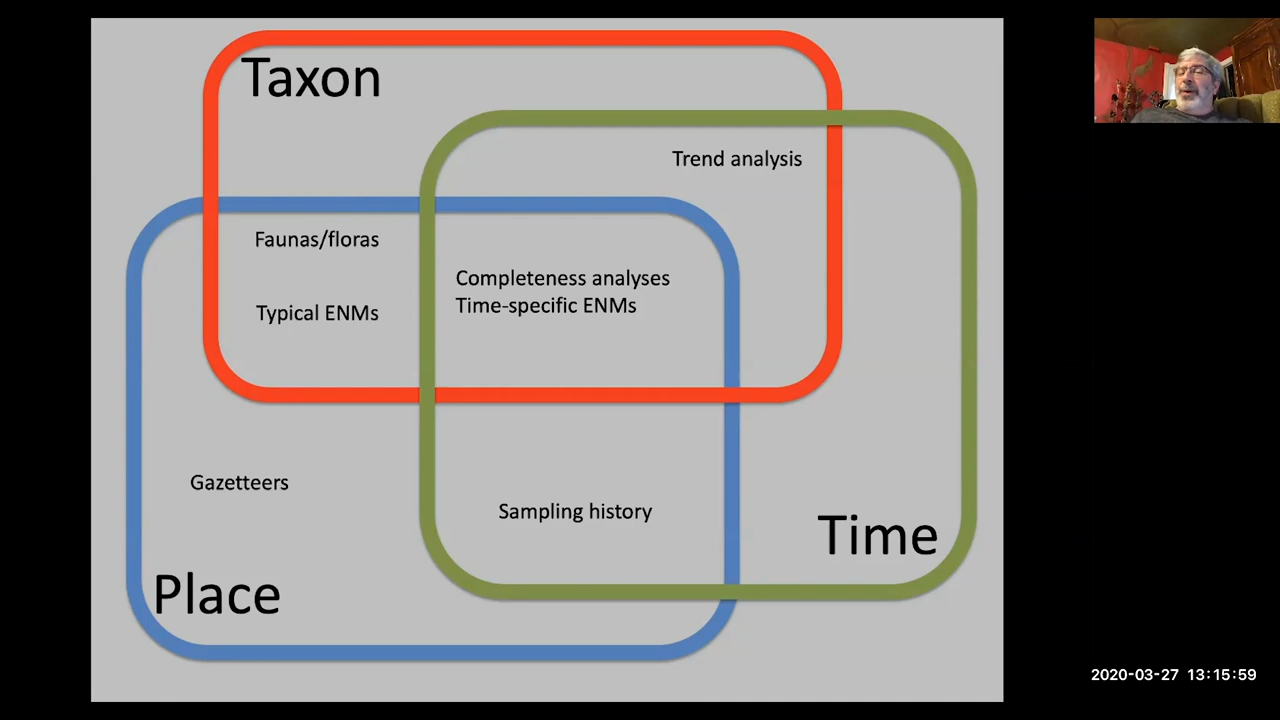 Taxon
Trend analysis
Faunas/floras
Completeness analyses
Time-specific ENMs
Typical ENMs
Gazetteers
Sampling history
Time
Place
2020-03-27 13:15:59